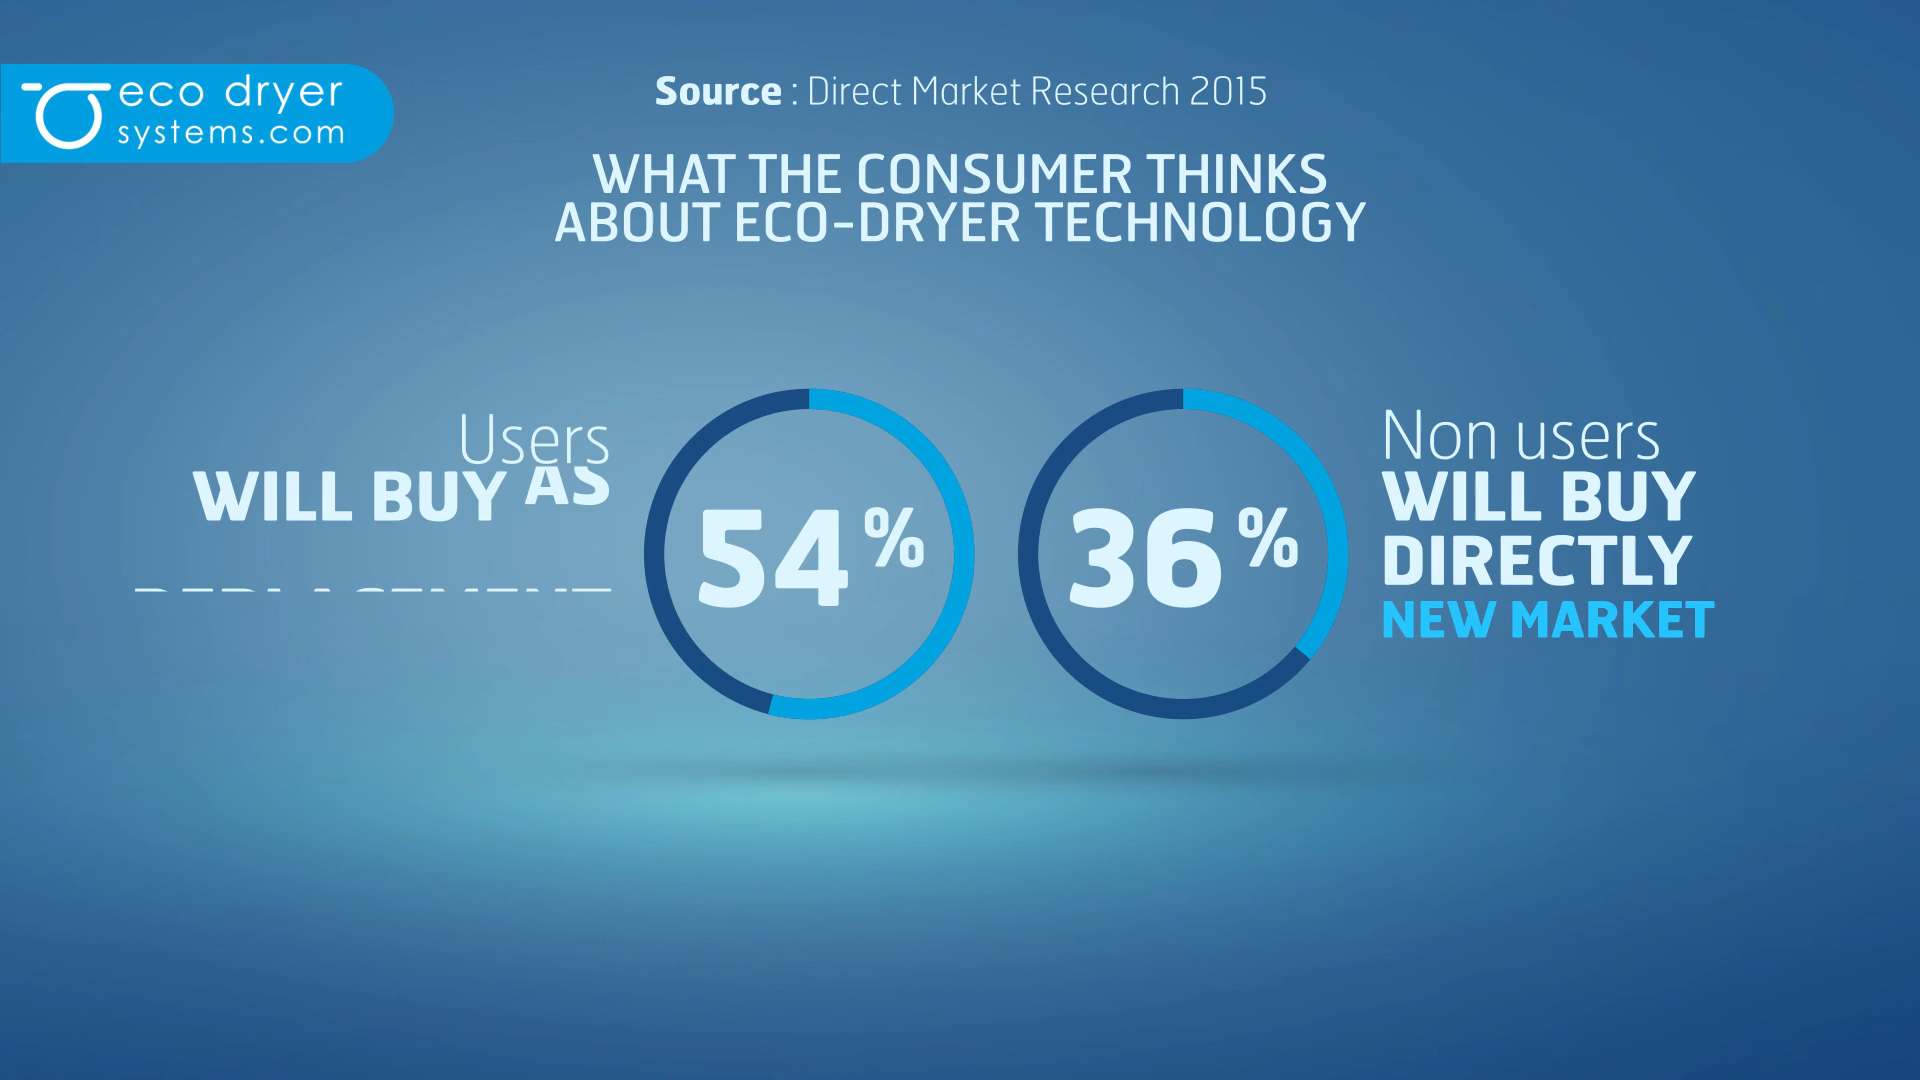 eco dryer
systems.com
Source : Direct Market Research 2015
WHAT THE CONSUMER THINKS
ABOUT ECO-DRYER TECHNOLOGY
Users
WILL BUY AS
54%
36%
Non users
WILL BUY
DIRECTLY
NEW MARKET